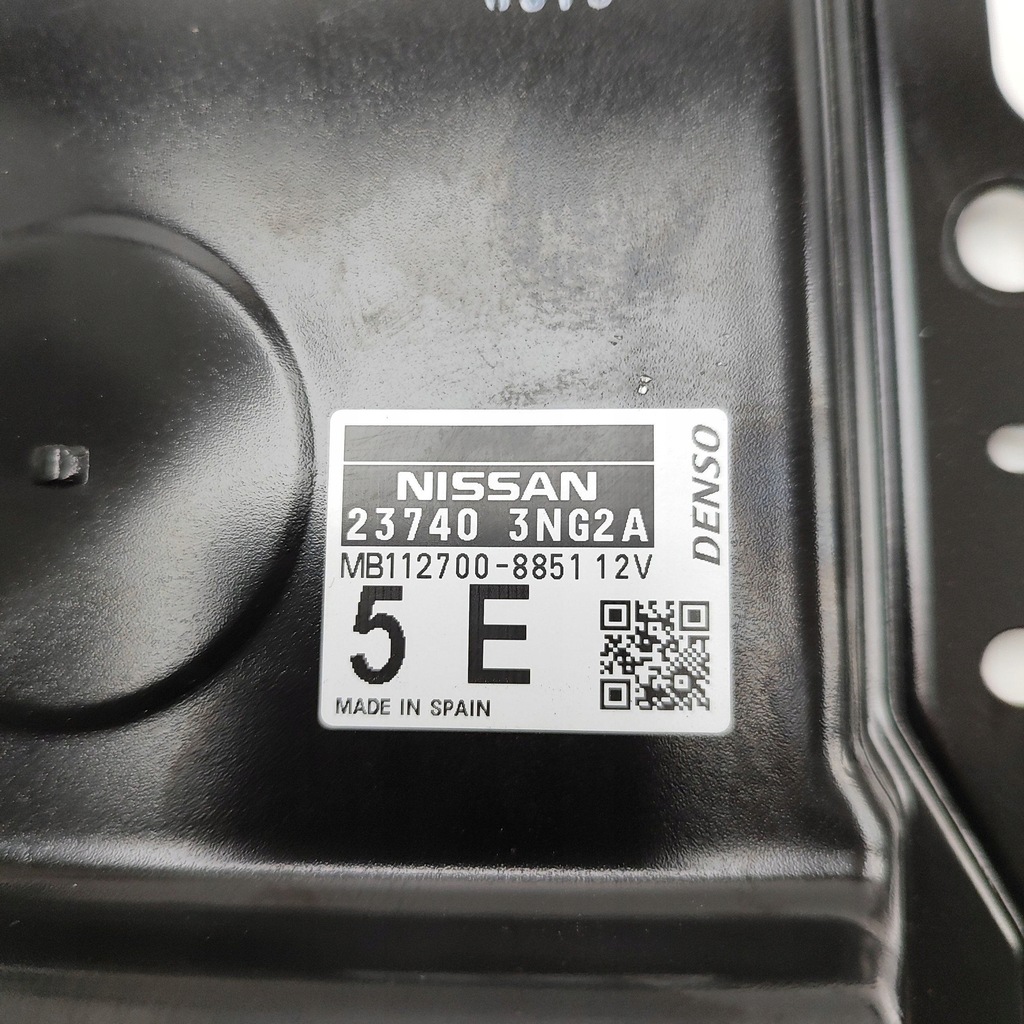 NISSAN
23740 3NG2A
MB112700-8851 12V
5 E
MADE IN SPAIN
DENSO